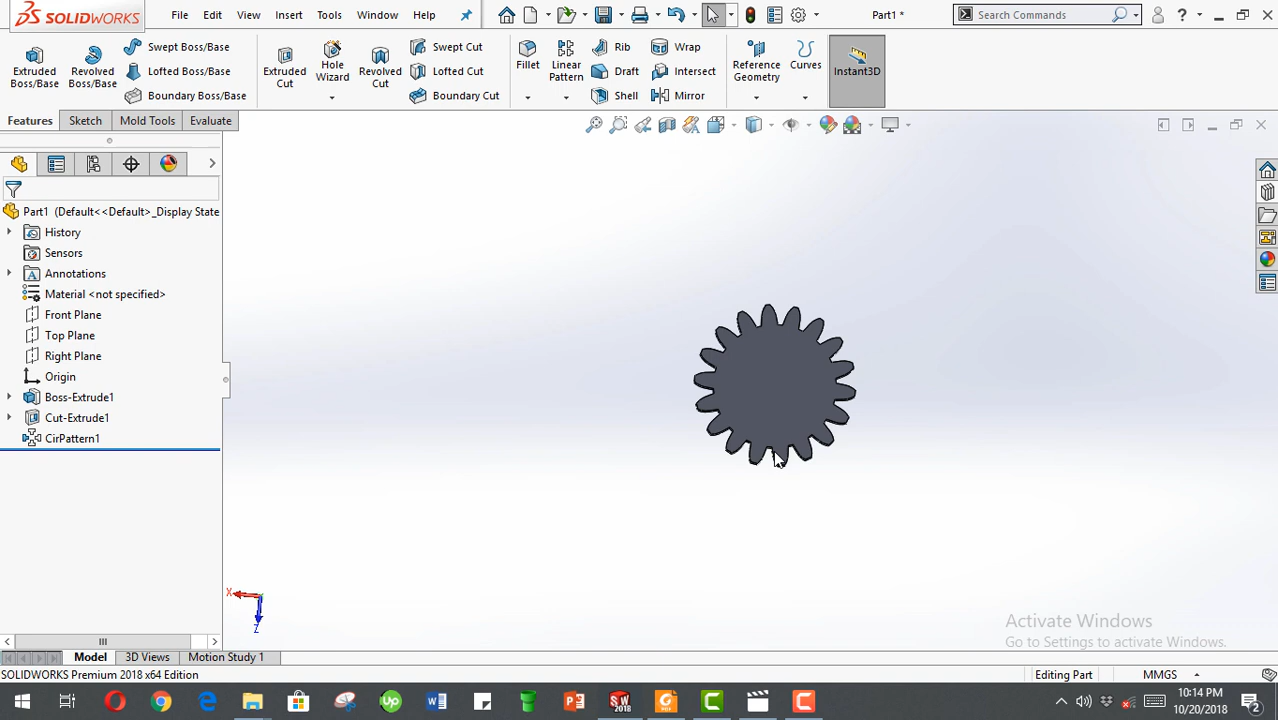 SOLIDWORKS File Edit View Insert Tools Window Help Part1 * Search Commands ?
Extruded Boss/Base
Revolved Boss/Base
Swept Boss/Base
Lofted Boss/Base
Boundary Boss/Base
Extruded Cut
Hole Wizard
Revolved Cut
Swept Cut
Lofted Cut
Boundary Cut
Fillet
Linear Pattern
Rib
Draft
Shell
Wrap
Intersect
Mirror
Reference Geometry
Curves
Instant3D
Features Sketch Mold Tools Evaluate
Part1 (Default<<Default>_Display State
History
Sensors
Annotations
Material <not specified>
Front Plane
Top Plane
Right Plane
Origin
Boss-Extrude1
Cut-Extrude1
CirPattern1
X
Z
Activate Windows
Go to Settings to activate Windows.
Model 3D Views Motion Study 1
SOLIDWORKS Premium 2018 x64 Edition Editing Part MMGS
10:14 PM
10/20/2018